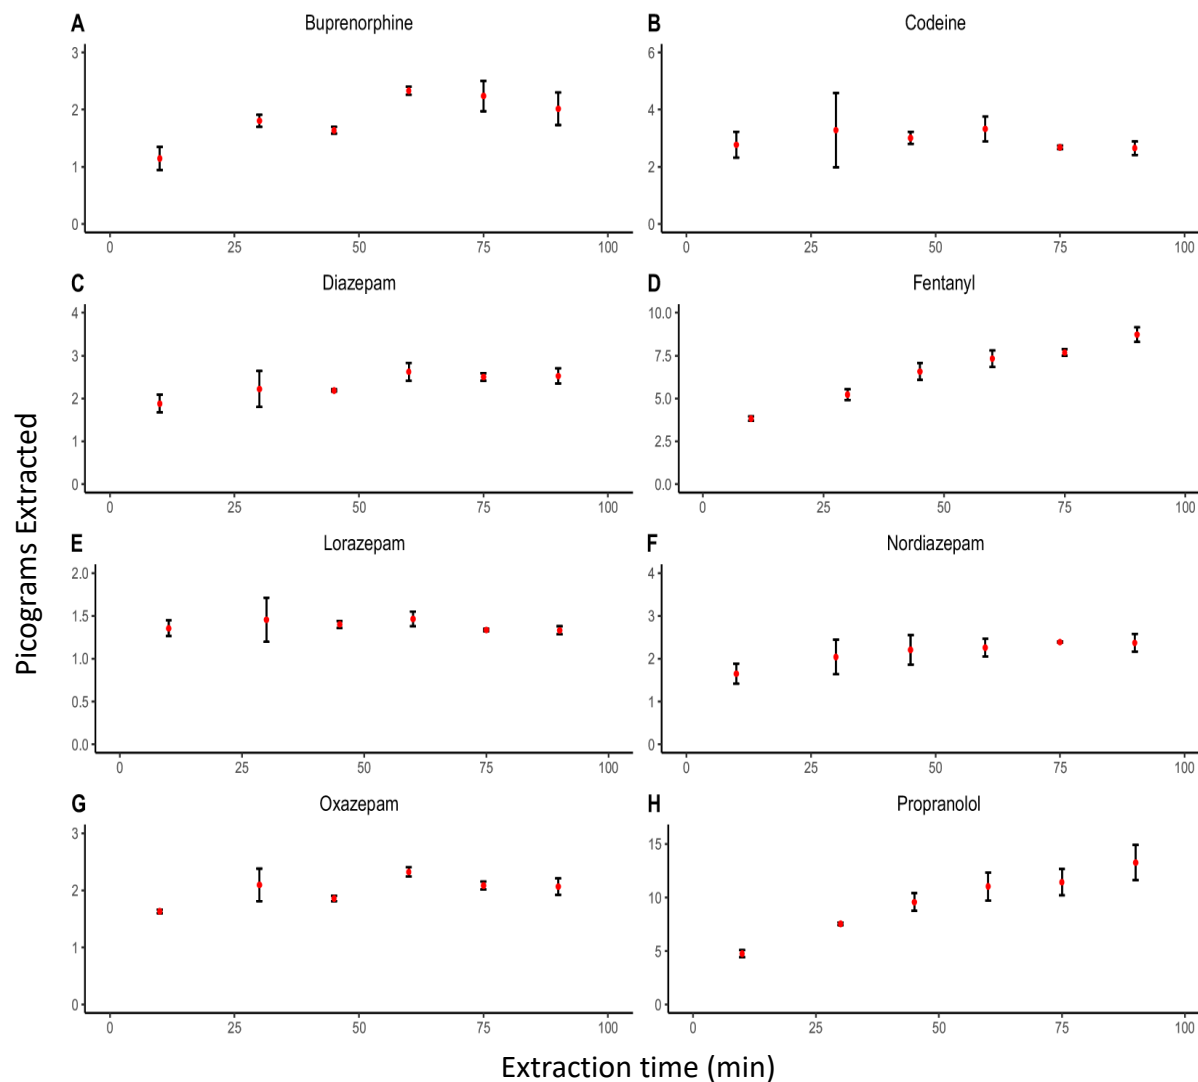 A Buprenorphine
3
2
1
0
0 25 50 75 100
B Codeine
6
4
2
0
0 25 50 75 100
C Diazepam
4
3
2
1
0
0 25 50 75 100
D Fentanyl
10.0
7.5
5.0
2.5
0.0
0 25 50 75 100
Picograms Extracted
E Lorazepam
2.0
1.5
1.0
0.5
0.0
0 25 50 75 100
F Nordiazepam
4
3
2
1
0
0 25 50 75 100
G Oxazepam
3
2
1
0
0 25 50 75 100
H Propranolol
15
10
5
0
0 25 50 75 100
Extraction time (min)